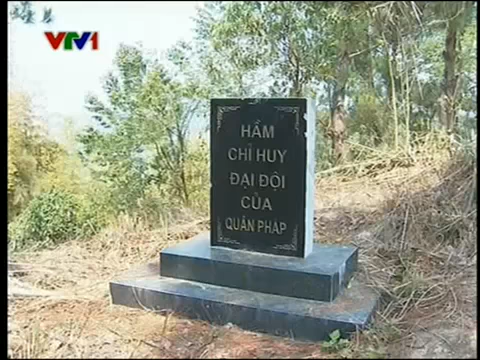 VTV1
HẦM
CHỈ HUY
ĐẠI ĐỘI
CỦA
QUÂN PHÁP